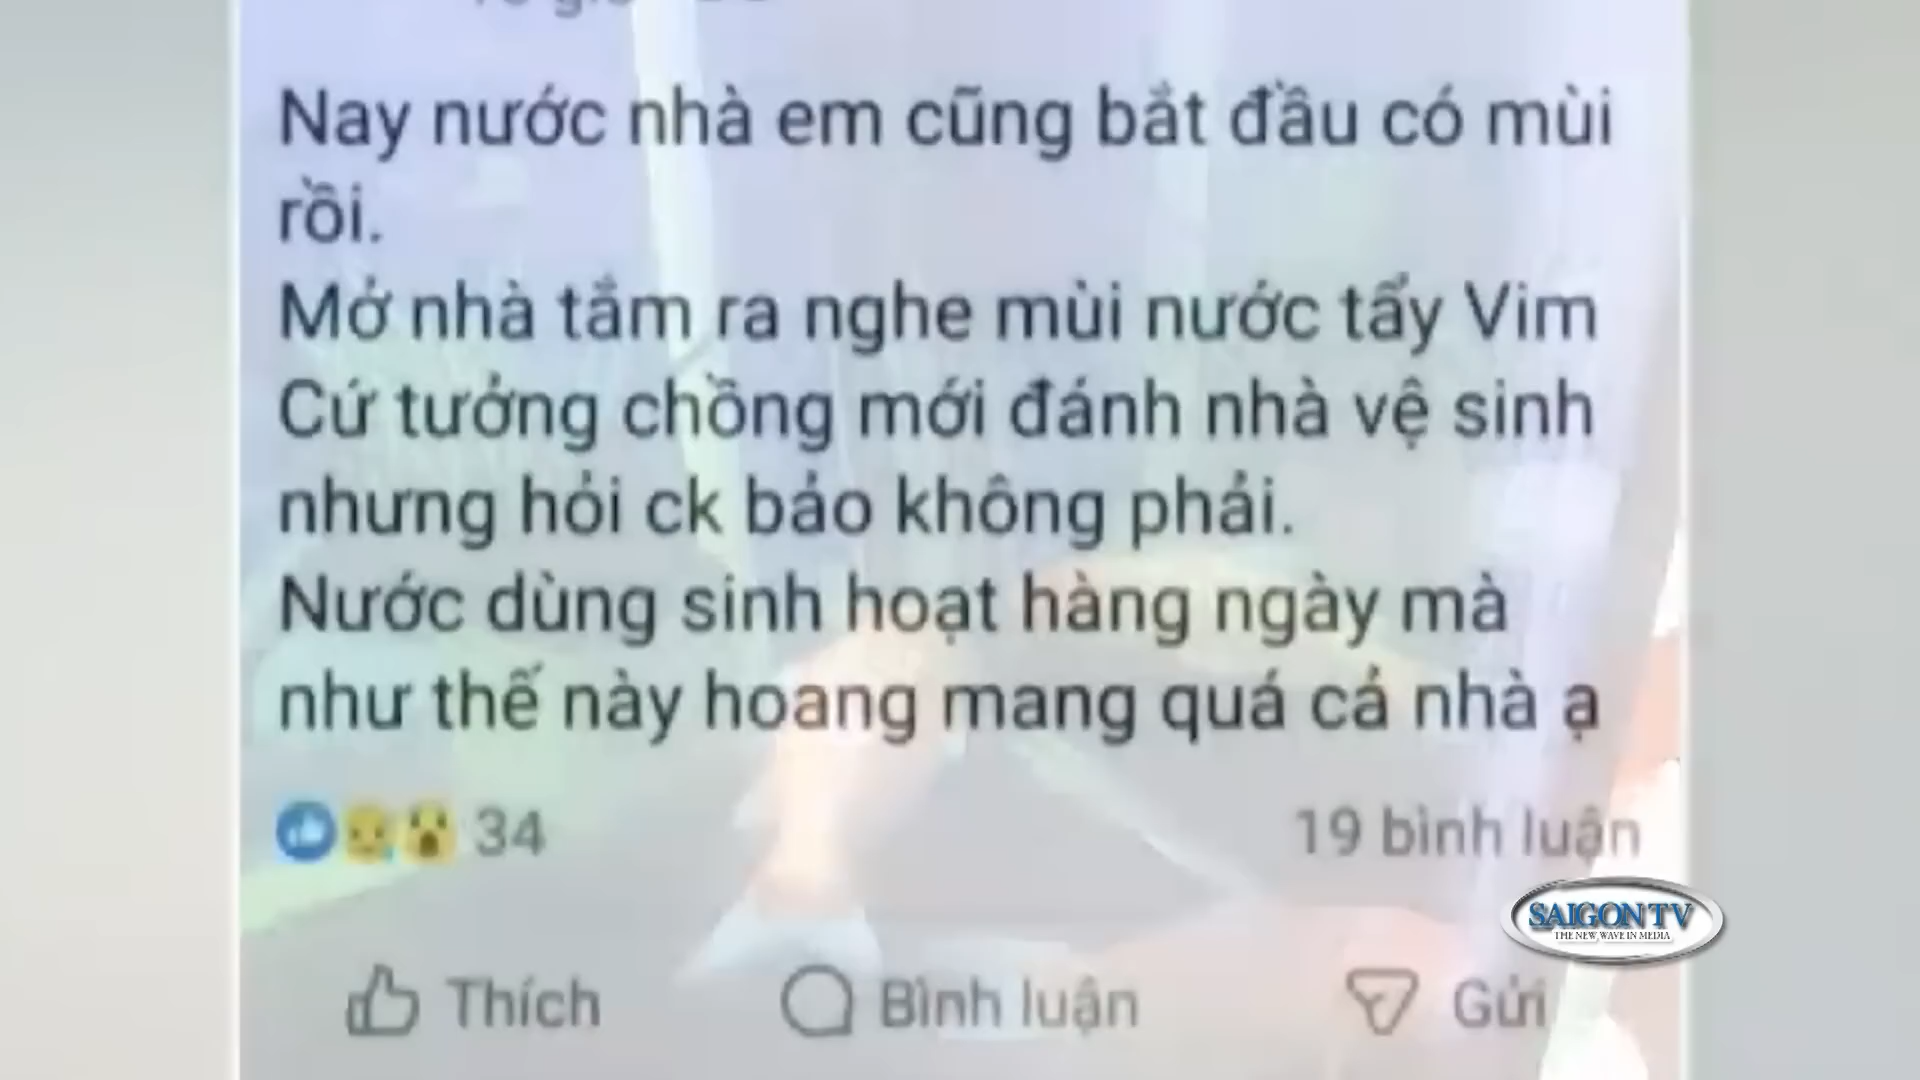 Nay nước nhà em cũng bắt đầu có mùi
rồi.
Mở nhà tắm ra nghe mùi nước tẩy Vim
Cứ tưởng chồng mới đánh nhà vệ sinh
nhưng hỏi ck bảo không phải.
Nước dùng sinh hoạt hàng ngày mà
như thế này hoang mang quá cả nhà ạ
34
19 bình luận
SAIGON TV
THE NEW WAVE IN MEDIA
Thích
Bình luận
Gửi